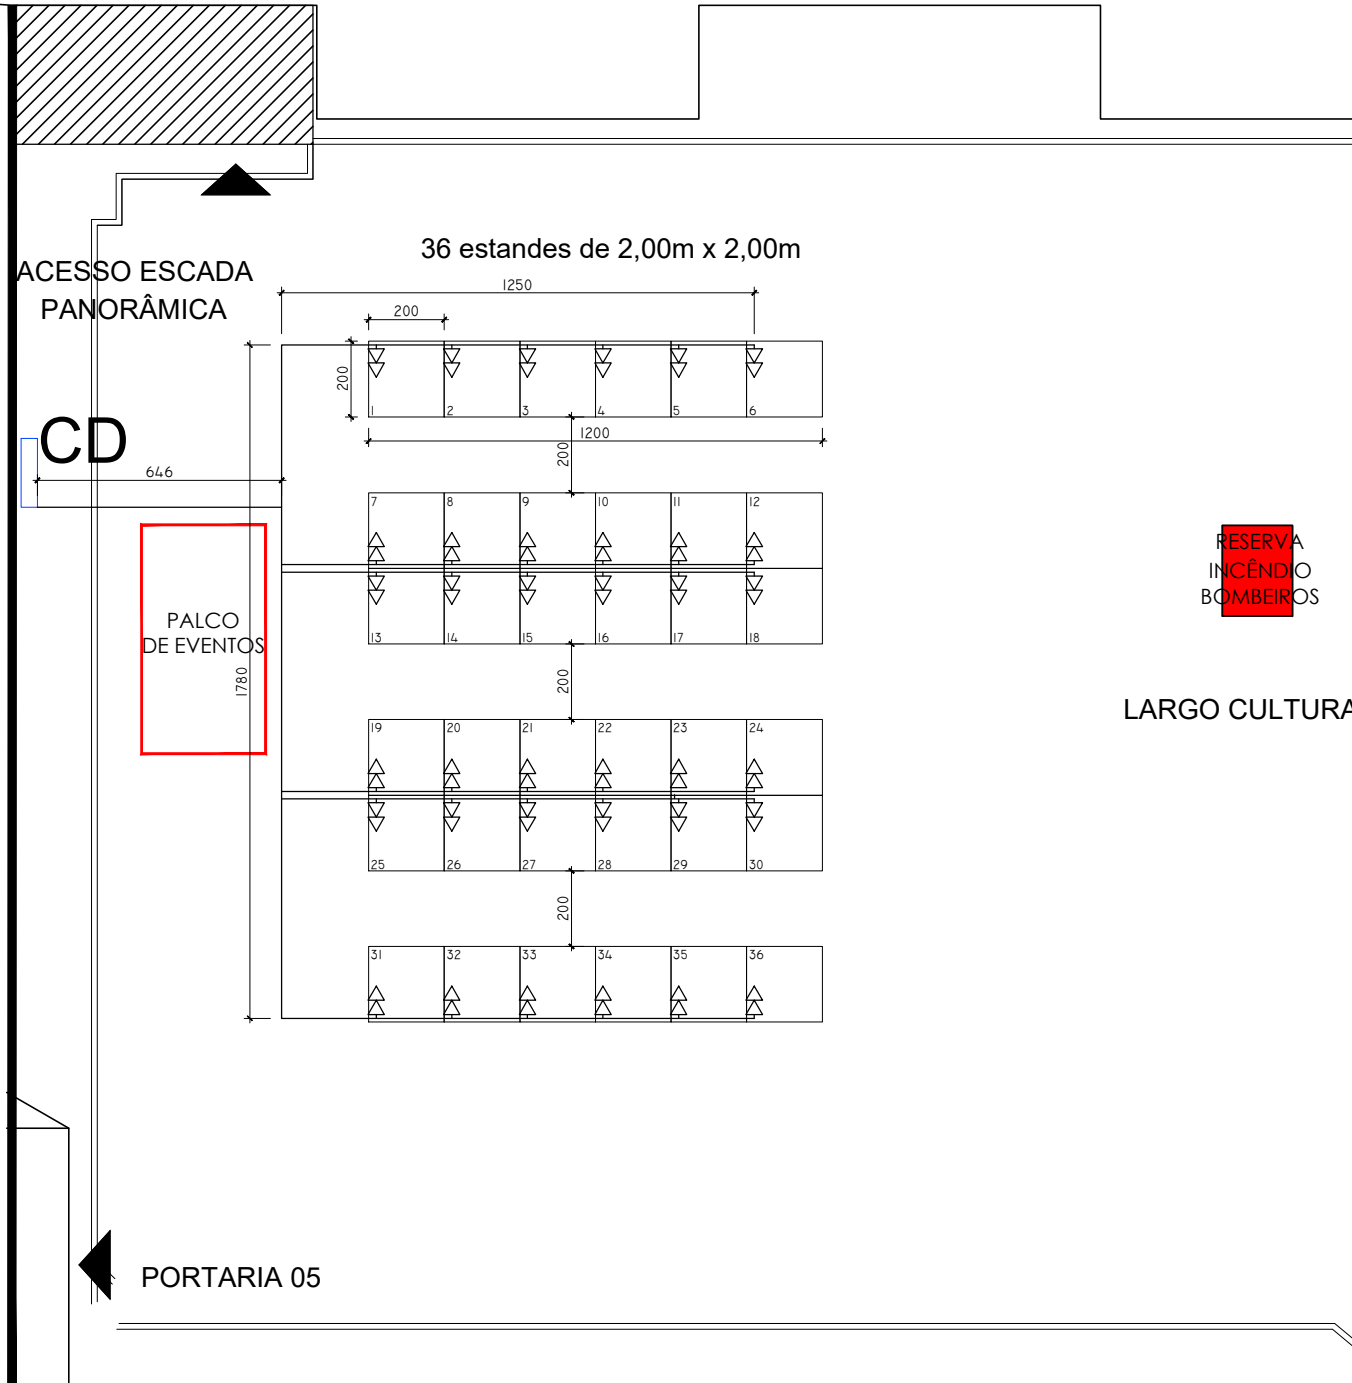 36 estandes de 2,00m x 2,00m
ACESSO ESCADA
PANORÂMICA
1250
200
200
1 2 3 4 5 6
1200
200
CD
646
7 8 9 10 11 12
RESERVA
INCÊNDIO
BOMBEIROS
PALCO
DE EVENTOS
13 14 15 16 17 18
1780
200
LARGO CULTURA
19 20 21 22 23 24
25 26 27 28 29 30
200
31 32 33 34 35 36
PORTARIA 05